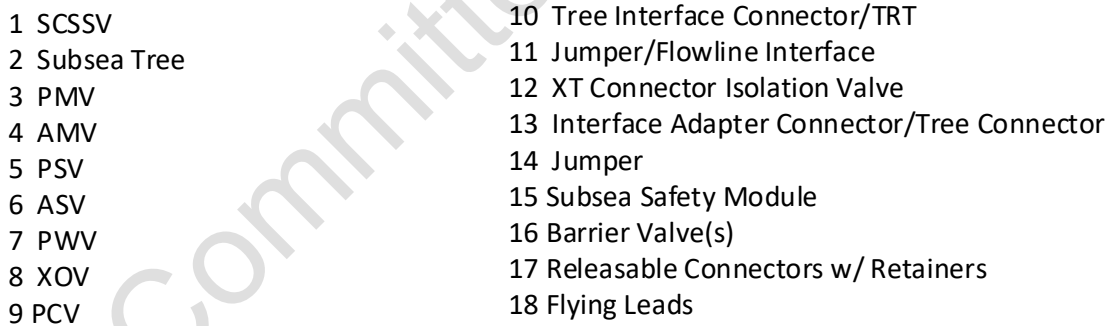 1 SCSSV
2 Subsea Tree
3 PMV
4 AMV
5 PSV
6 ASV
7 PWV
8 XOV
9 PCV
10 Tree Interface Connector/TRT
11 Jumper/Flowline Interface
12 XT Connector Isolation Valve
13 Interface Adapter Connector/Tree Connector
14 Jumper
15 Subsea Safety Module
16 Barrier Valve(s)
17 Releasable Connectors w/ Retainers
18 Flying Leads